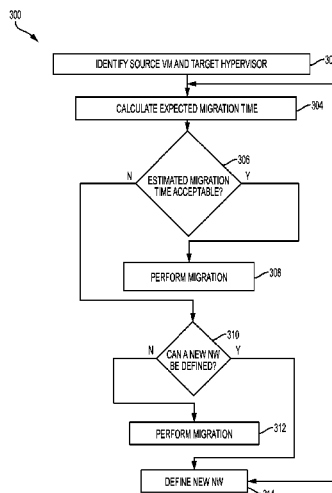 300
IDENTIFY SOURCE VM AND TARGET HYPERVISOR
CALCULATE EXPECTED MIGRATION TIME
304
306
N
ESTIMATED MIGRATION
TIME ACCEPTABLE?
Y
PERFORM MIGRATION
308
310
N
CAN A NEW NW
BE DEFINED?
Y
PERFORM MIGRATION
312
DEFINE NEW NW